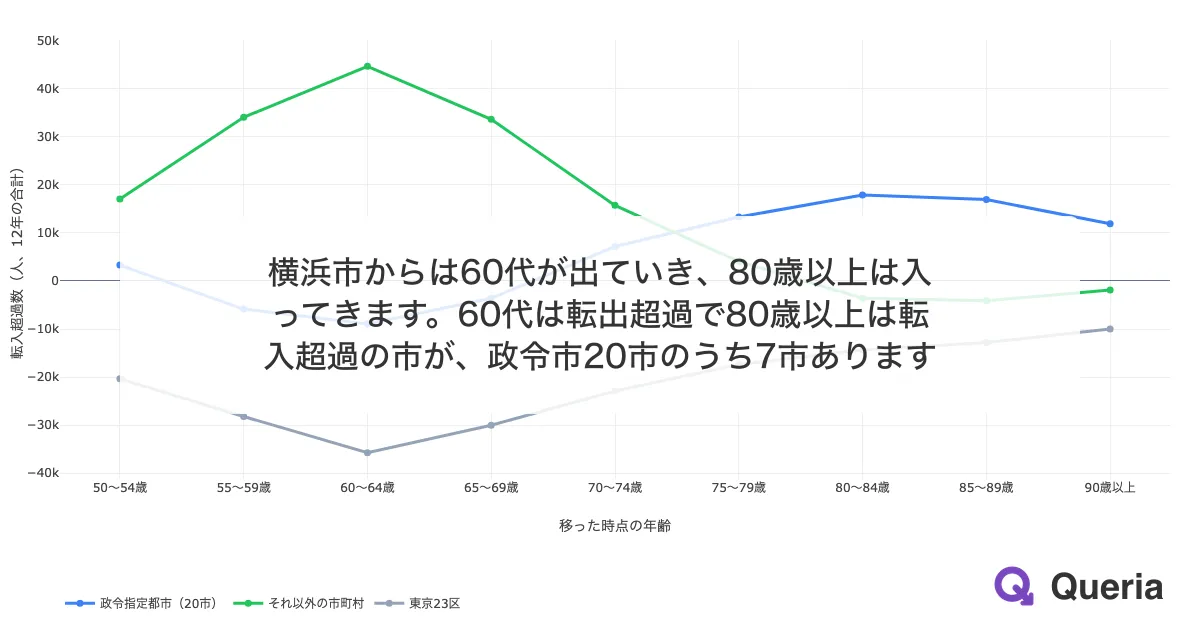 50k
40k
30k
20k
10k
0
−10k
−20k
−30k
−40k
転入超過数（人、12年の合計）
横浜市からは60代が出ていき、80歳以上は入
ってきます。60代は転出超過で80歳以上は転
入超過の市が、政令市20市のうち7市あります
50〜54歳 55〜59歳 60〜64歳 65〜69歳 70〜74歳 75〜79歳 80〜84歳 85〜89歳 90歳以上
移った時点の年齢
政令指定都市（20市） それ以外の市町村 東京23区
Queria